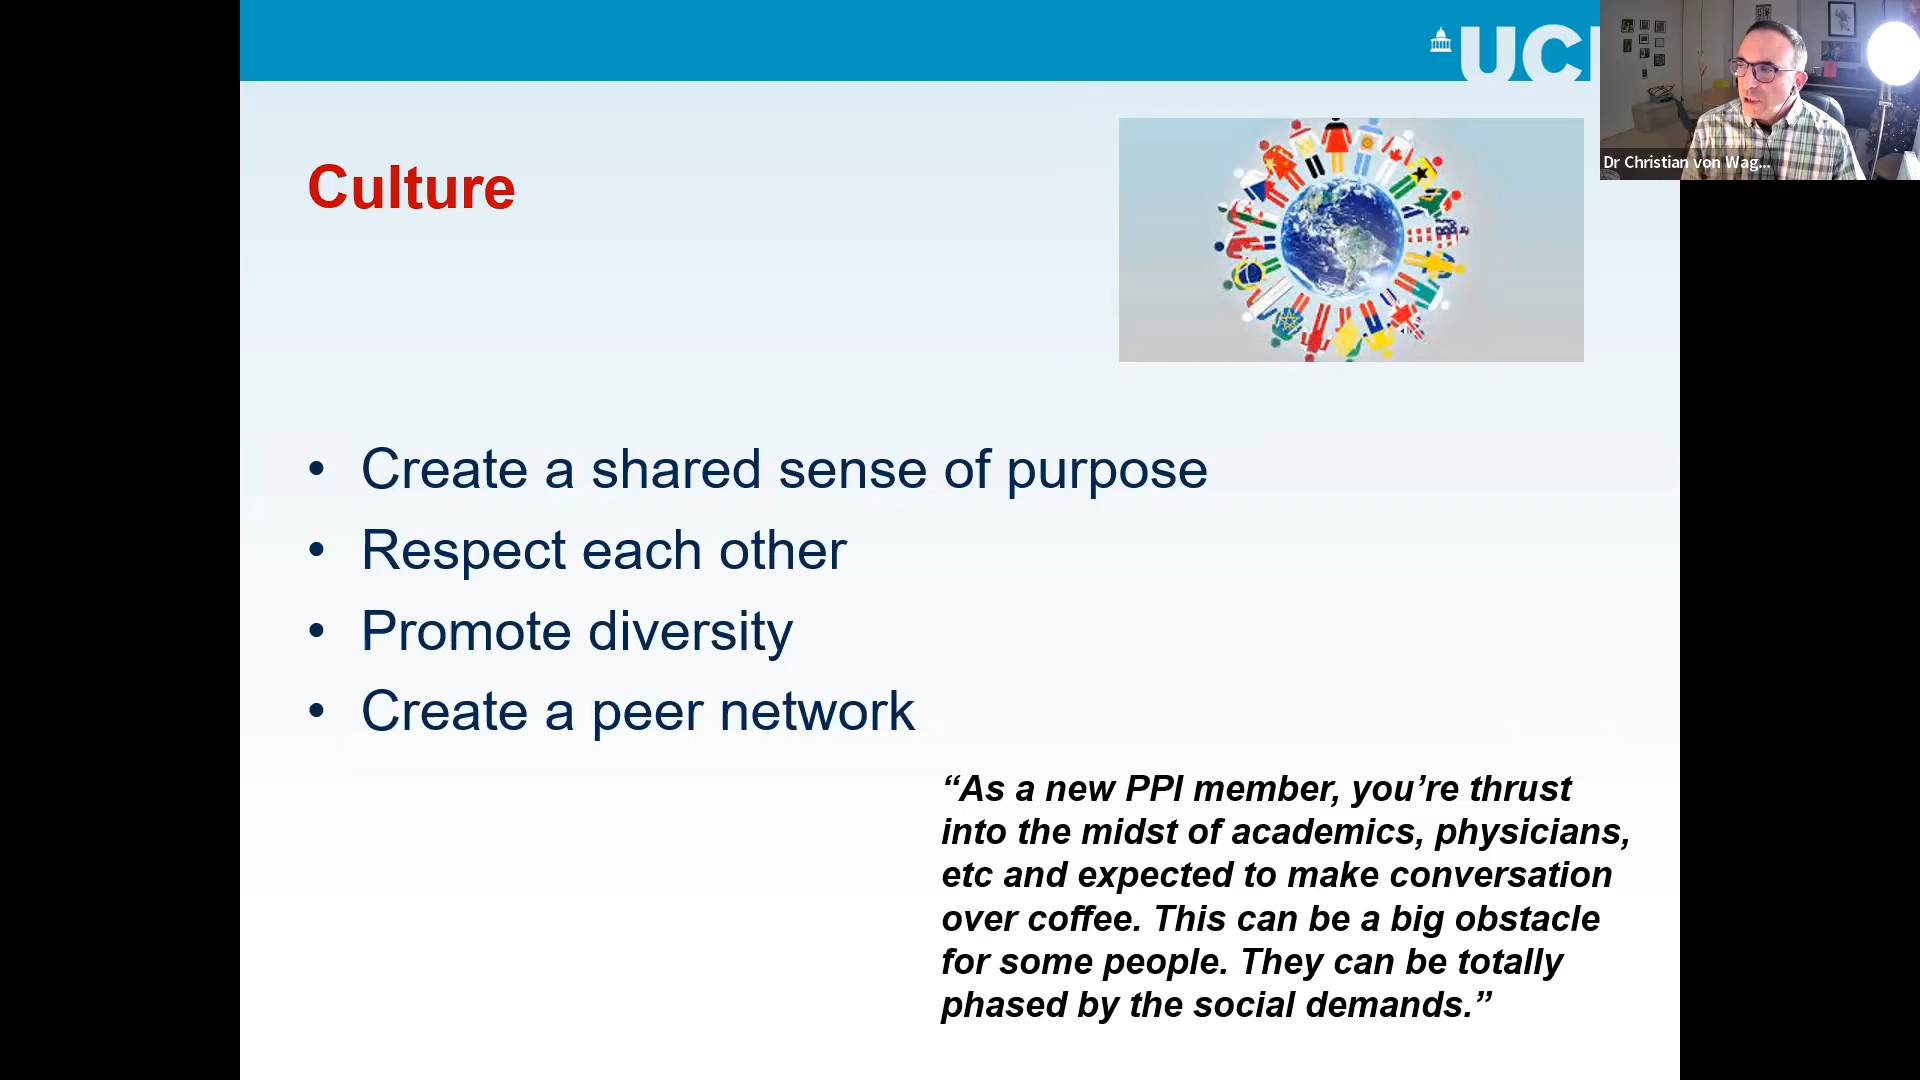 UCL
Dr Christian von Wag...
Culture
• Create a shared sense of purpose
• Respect each other
• Promote diversity
• Create a peer network
“As a new PPI member, you’re thrust
into the midst of academics, physicians,
etc and expected to make conversation
over coffee. This can be a big obstacle
for some people. They can be totally
phased by the social demands.”